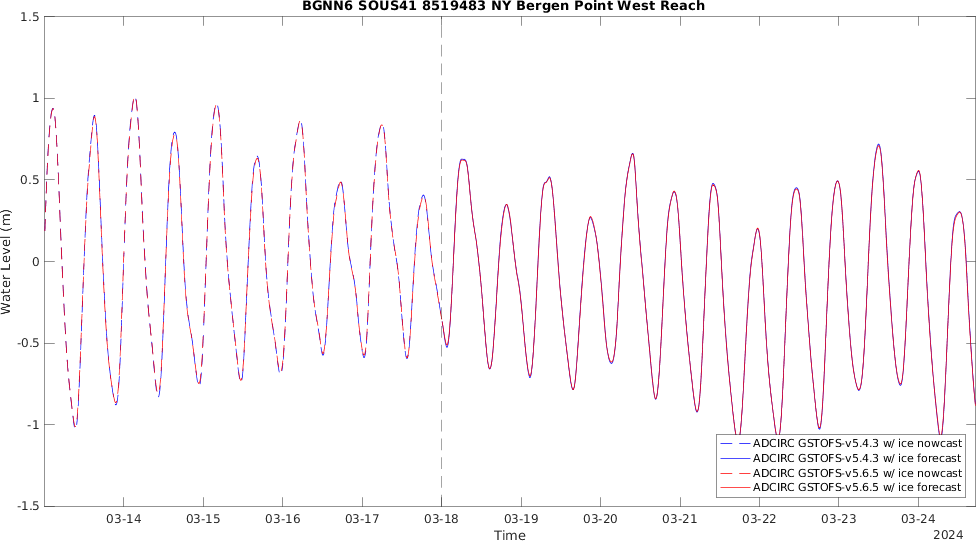 BGNN6 SOUS41 8519483 NY Bergen Point West Reach
1.5
1
0.5
0
-0.5
-1
-1.5
Water Level (m)
ADCIRC GSTOFS-v5.4.3 w/ ice nowcast
ADCIRC GSTOFS-v5.4.3 w/ ice forecast
ADCIRC GSTOFS-v5.6.5 w/ ice nowcast
ADCIRC GSTOFS-v5.6.5 w/ ice forecast
03-14 03-15 03-16 03-17 03-18 03-19 03-20 03-21 03-22 03-23 03-24
Time
2024